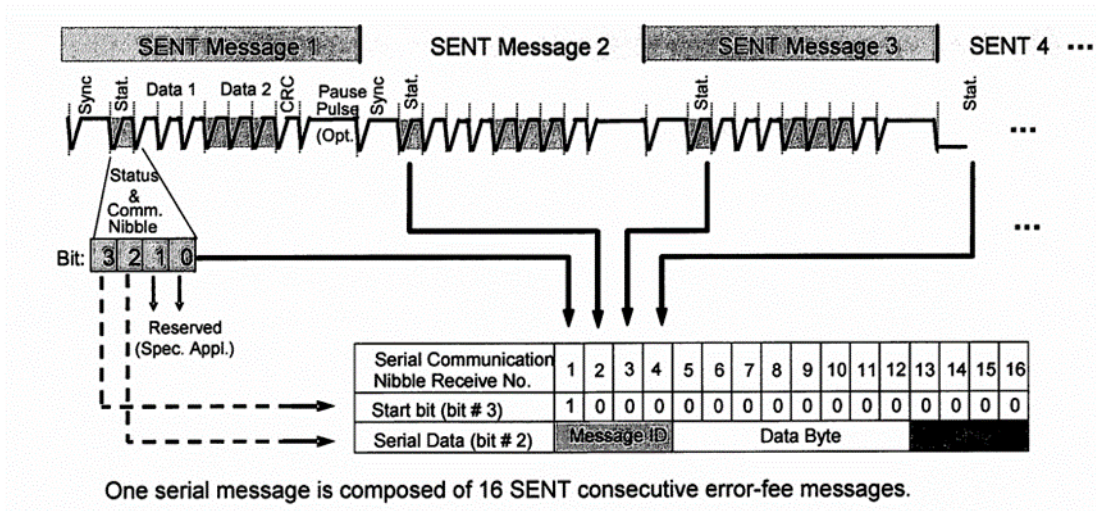 SENT Message 1 SENT Message 2 SENT Message 3 SENT 4 ...
Sync Stat. Data 1 Data 2 CRC Pause Pulse (Opt. Sync Stat. Stat. Stat.
...
Status
&
Comm.
Nibble
...
Bit: 3 2 1 0
Reserved
(Spec. Appl.)
Serial Communication
Nibble Receive No. 1 2 3 4 5 6 7 8 9 10 11 12 13 14 15 16
Start bit (bit # 3) 1 0 0 0 0 0 0 0 0 0 0 0 0 0 0 0
Serial Data (bit # 2) Message ID Data Byte
One serial message is composed of 16 SENT consecutive error-fee messages.